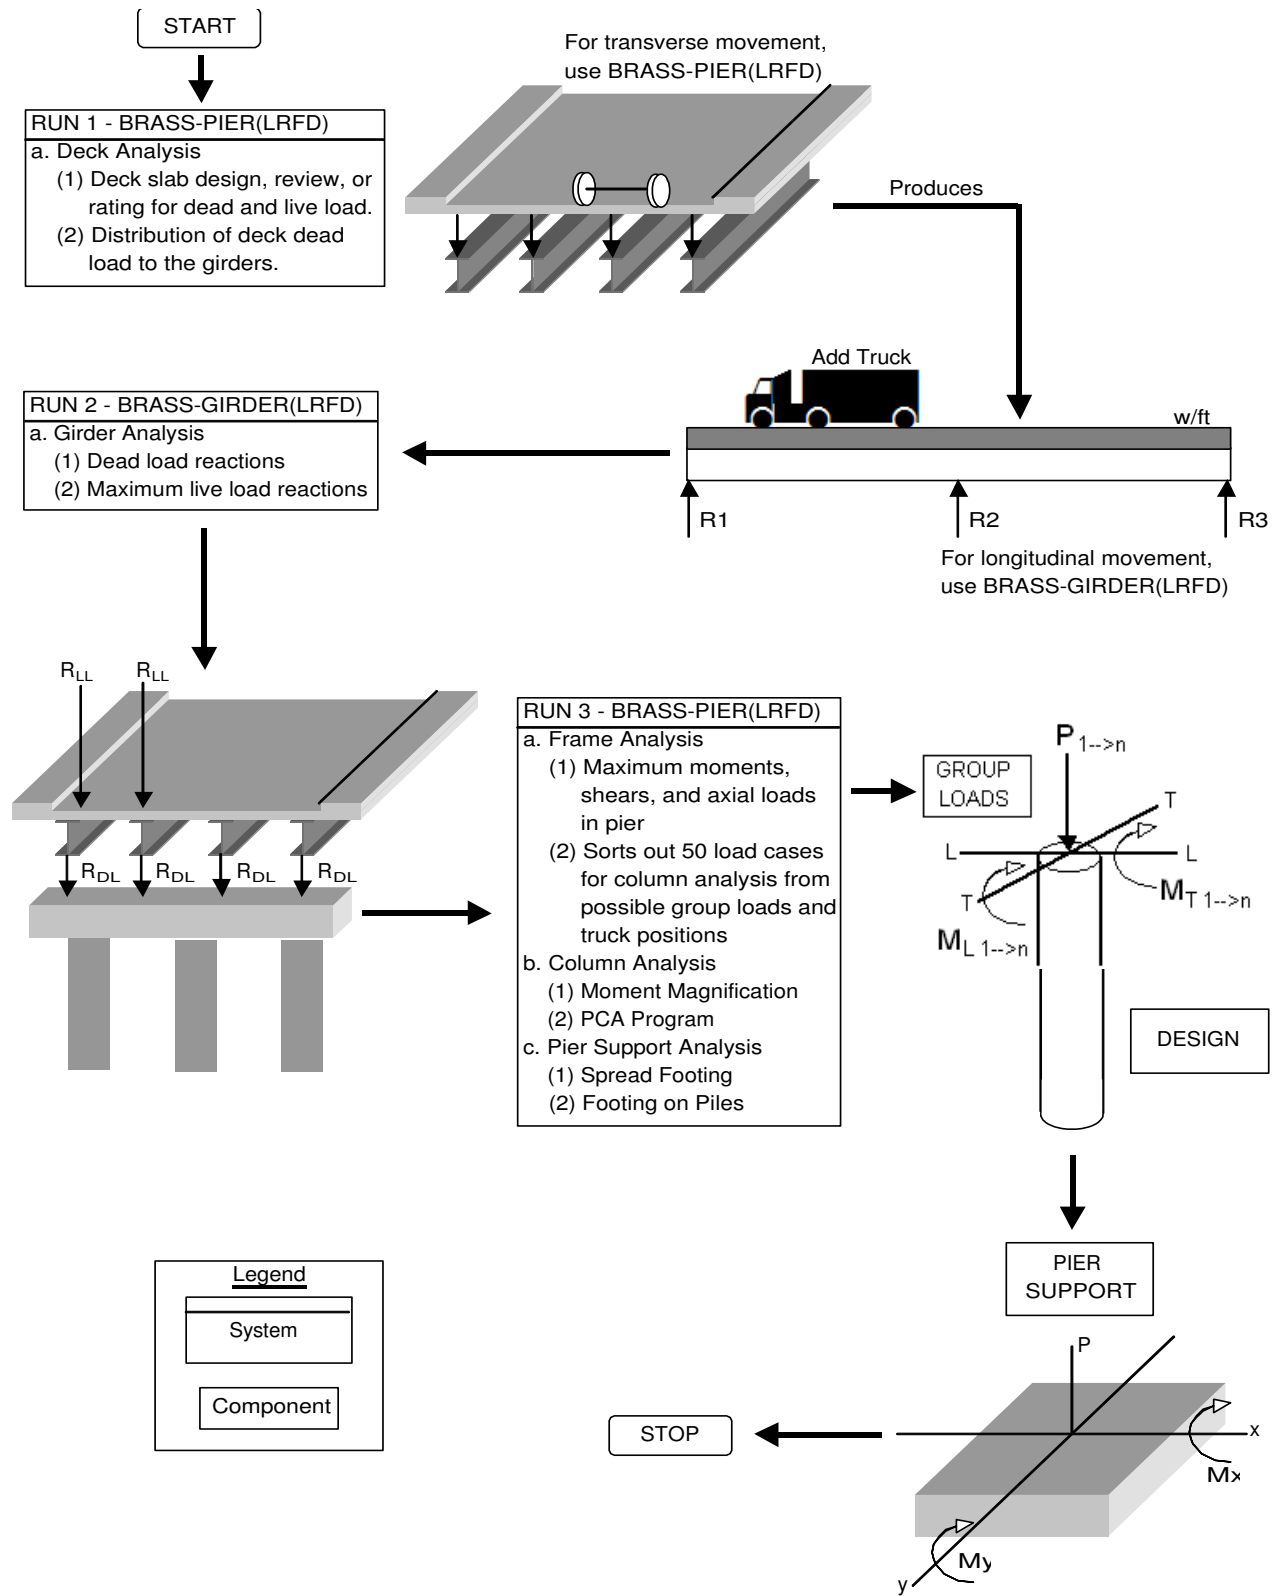 START
For transverse movement,
use BRASS-PIER(LRFD)
RUN 1 - BRASS-PIER(LRFD)
a. Deck Analysis
(1) Deck slab design, review, or
rating for dead and live load.
(2) Distribution of deck dead
load to the girders.
Produces
Add Truck
w/ft
R1
R2
R3
For longitudinal movement,
use BRASS-GIRDER(LRFD)
RUN 2 - BRASS-GIRDER(LRFD)
a. Girder Analysis
(1) Dead load reactions
(2) Maximum live load reactions
RLL
RLL
RDL
RDL
RDL
RDL
RUN 3 - BRASS-PIER(LRFD)
a. Frame Analysis
(1) Maximum moments,
shears, and axial loads
in pier
(2) Sorts out 50 load cases
for column analysis from
possible group loads and
truck positions
b. Column Analysis
(1) Moment Magnification
(2) PCA Program
c. Pier Support Analysis
(1) Spread Footing
(2) Footing on Piles
GROUP
LOADS
P 1-->n
T
L
L
T
M T 1-->n
M L 1-->n
DESIGN
PIER
SUPPORT
P
x
Mx
My
y
STOP
Legend
System
Component